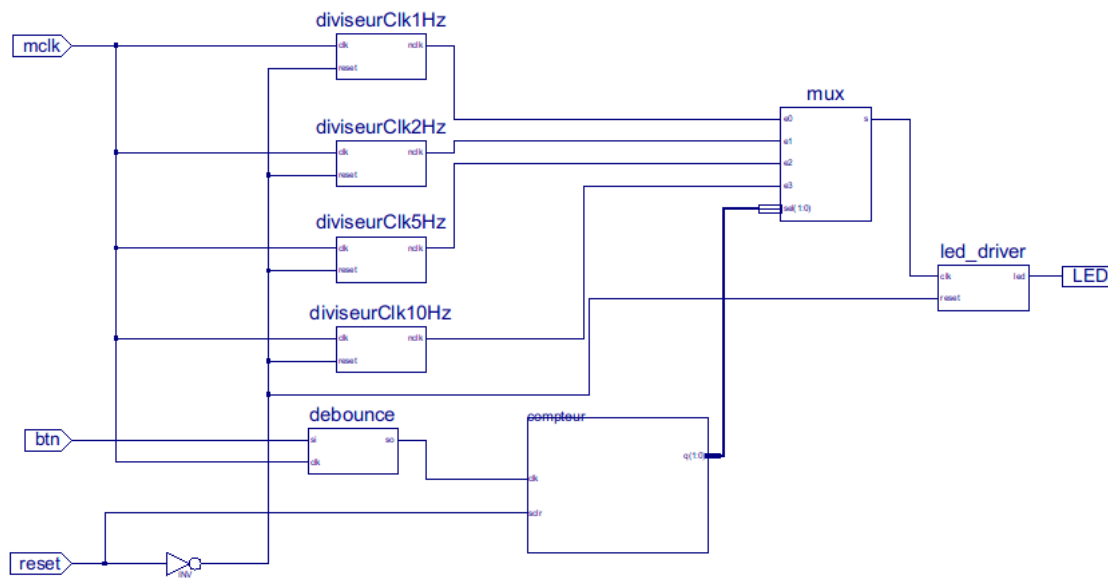 diviseurClk1Hz
mclk
clk
nclk
reset
mux
diviseurClk2Hz
e0
s
clk
nclk
e1
reset
e2
e3
diviseurClk5Hz
sel(1:0)
clk
nclk
led_driver
reset
clk
led
LED
reset
diviseurClk10Hz
clk
nclk
reset
debounce
compteur
btn
si
so
q(1:0)
clk
clk
sclr
reset
INV